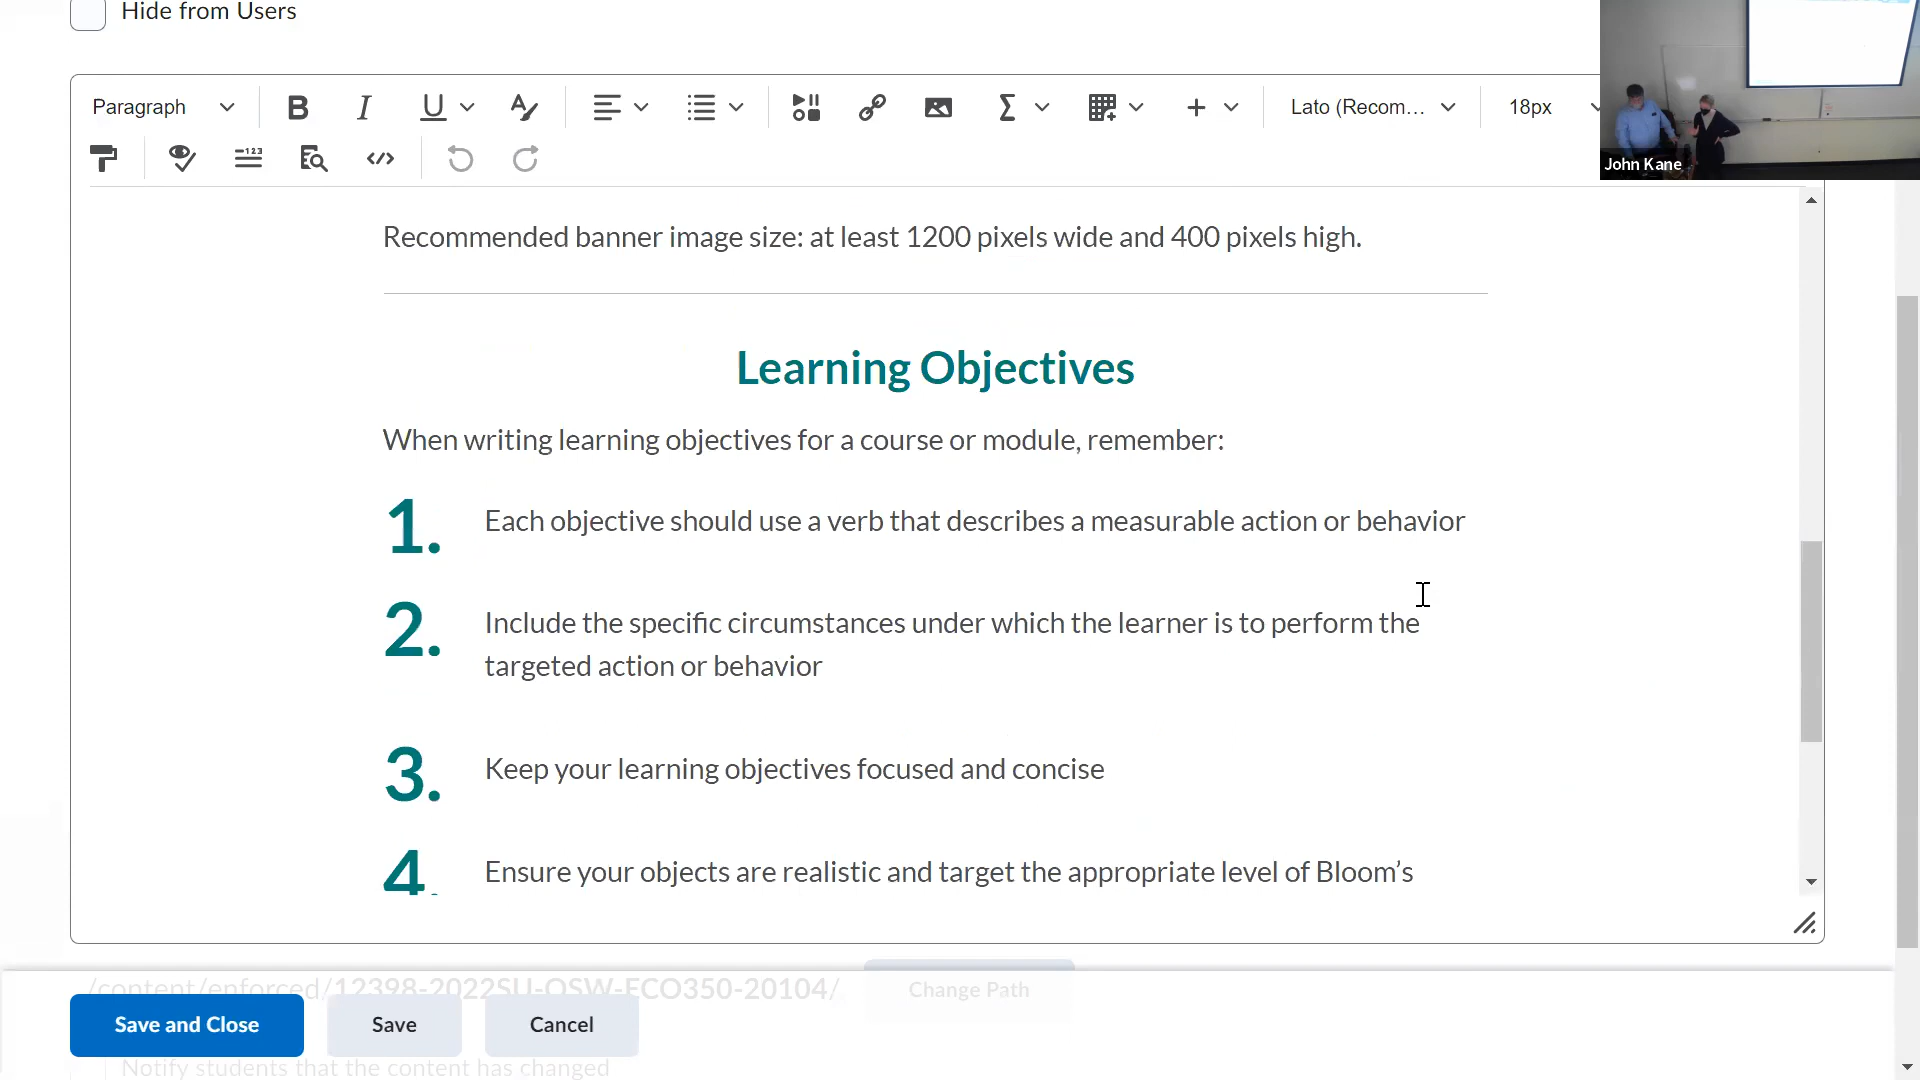 Hide from Users
Paragraph
Lato (Recom...
18px
John Kane
Recommended banner image size: at least 1200 pixels wide and 400 pixels high.
Learning Objectives
When writing learning objectives for a course or module, remember:
1. Each objective should use a verb that describes a measurable action or behavior
2. Include the specific circumstances under which the learner is to perform the
targeted action or behavior
3. Keep your learning objectives focused and concise
4. Ensure your objects are realistic and target the appropriate level of Bloom’s
/content/enforced/12398-2022SU-OSW-ECO350-20104/
Change Path
Save and Close
Save
Cancel
Notify students that the content has changed